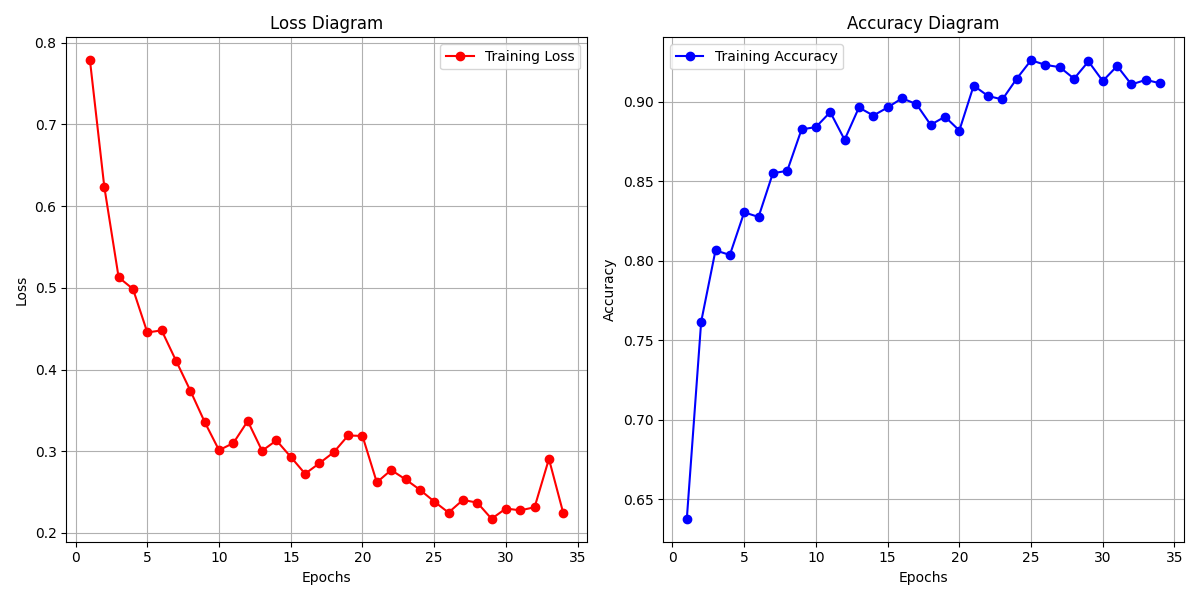 Loss Diagram
Training Loss
0.8
0.7
0.6
0.5
0.4
0.3
0.2
Loss
0 5 10 15 20 25 30 35
Epochs
Accuracy Diagram
Training Accuracy
0.90
0.85
0.80
0.75
0.70
0.65
Accuracy
0 5 10 15 20 25 30 35
Epochs